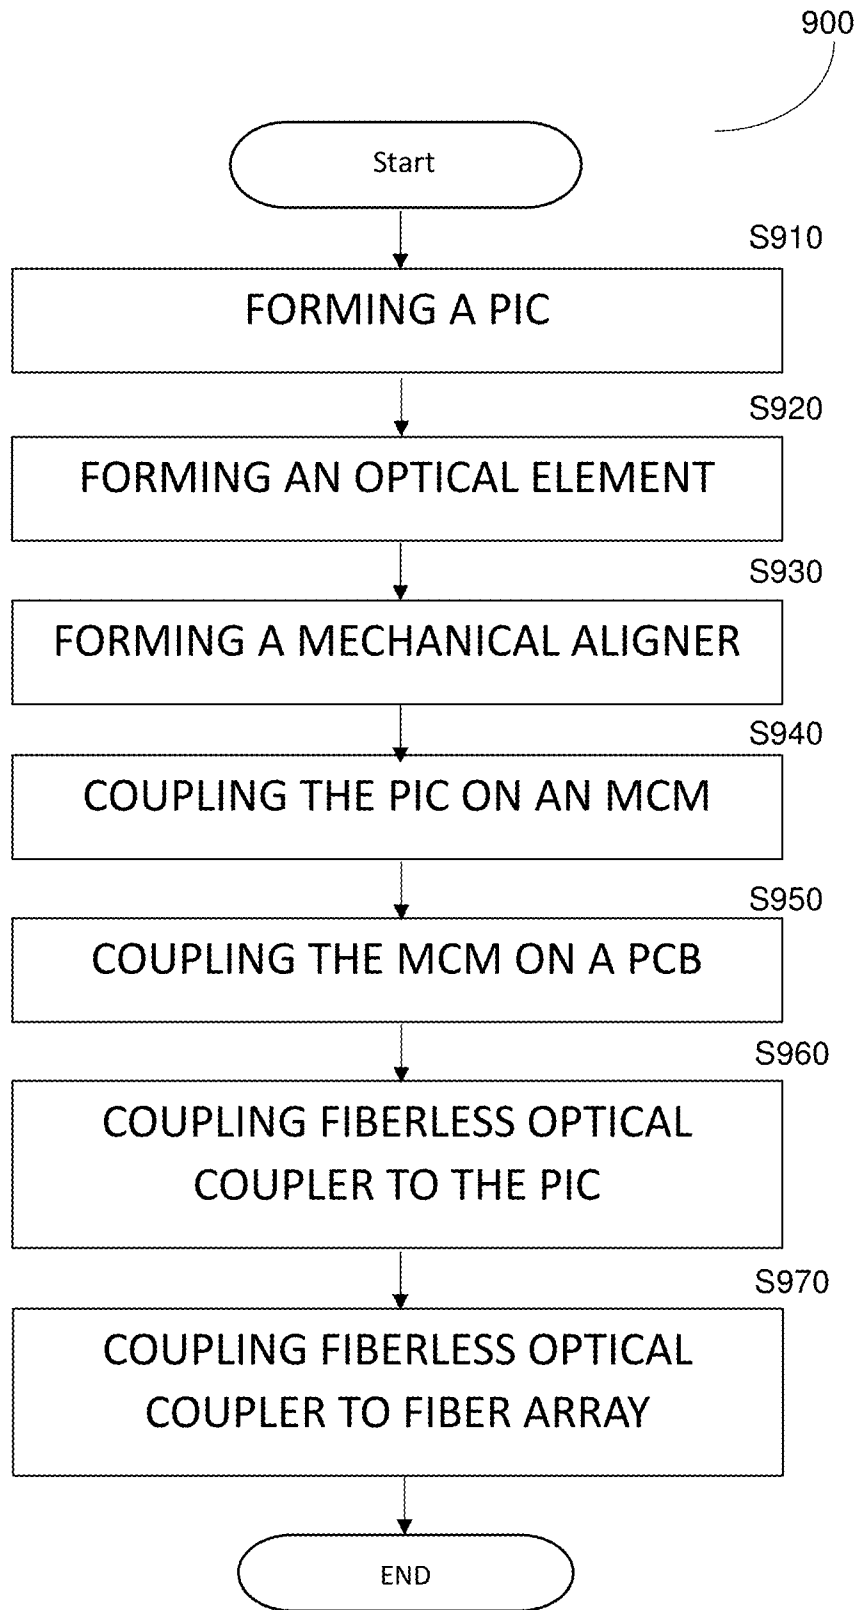 900
Start
S910
FORMING A PIC
S920
FORMING AN OPTICAL ELEMENT
S930
FORMING A MECHANICAL ALIGNER
S940
COUPLING THE PIC ON AN MCM
S950
COUPLING THE MCM ON A PCB
S960
COUPLING FIBERLESS OPTICAL
COUPLER TO THE PIC
S970
COUPLING FIBERLESS OPTICAL
COUPLER TO FIBER ARRAY
END